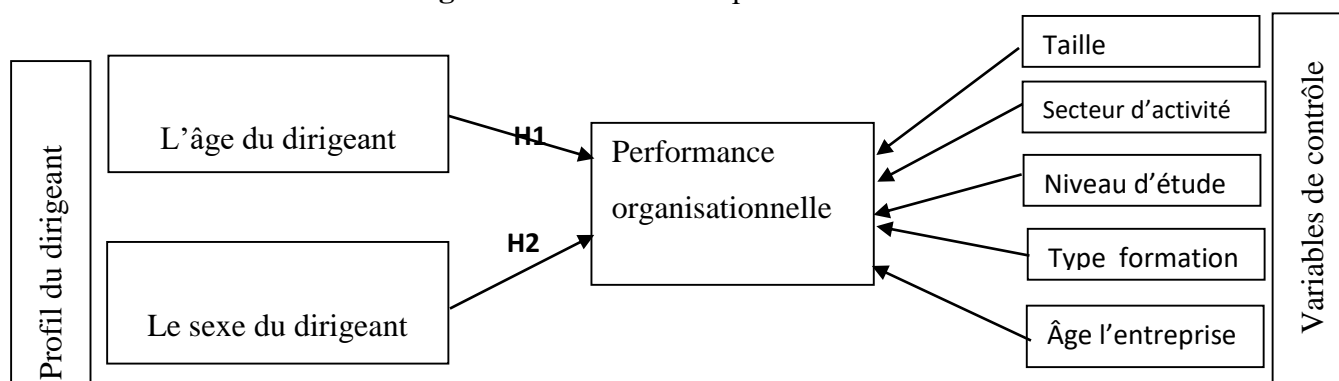 Profil du dirigeant
L'âge du dirigeant
Le sexe du dirigeant
H1
H2
Performance
organisationnelle
Taille
Secteur d'activité
Niveau d'étude
Type formation
Âge l'entreprise
Variables de contrôle